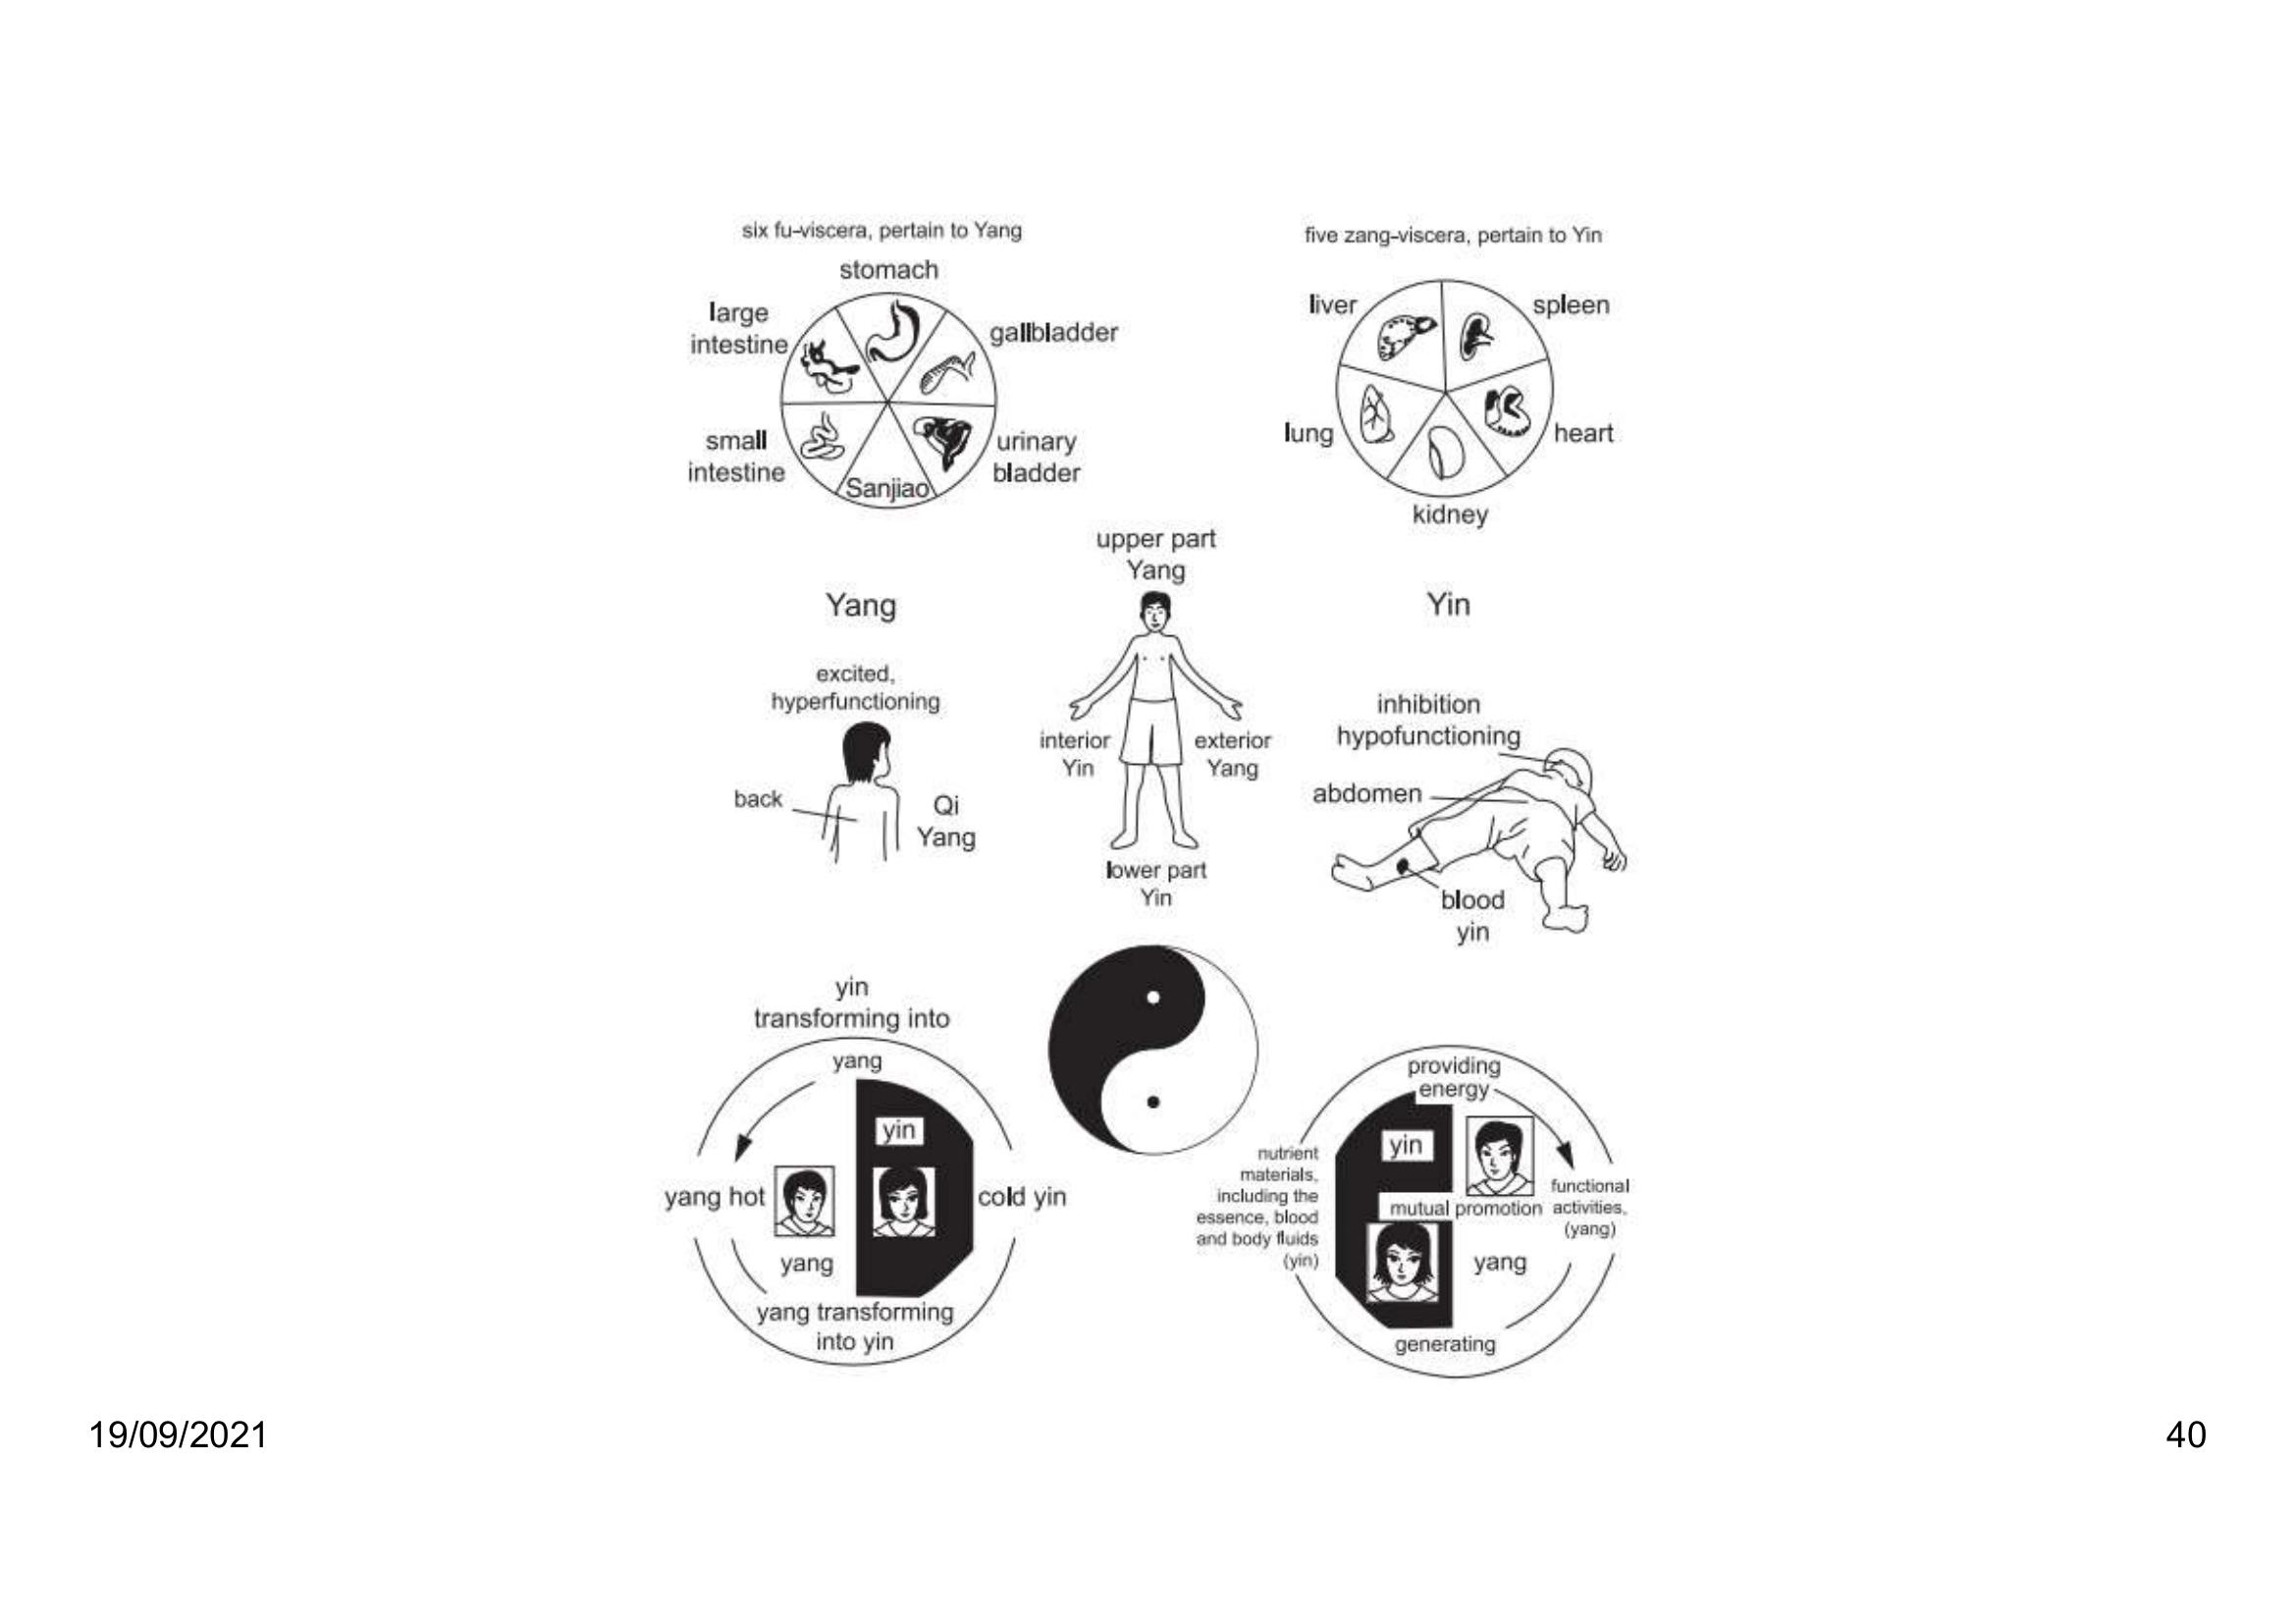 six fu-viscera, pertain to Yang
stomach
large
intestine
gallbladder
small
intestine
urinary
bladder
Sanjiao
five zang-viscera, pertain to Yin
liver
spleen
lung
heart
kidney
upper part
Yang
Yang
Yin
excited,
hyperfunctioning
back
Qi
Yang
interior
Yin
exterior
Yang
lower part
Yin
inhibition
hypofunctioning
abdomen
blood
yin
yin
transforming into
yang
yin
yang hot
cold yin
yang
yang transforming
into yin
providing
energy
yin
nutrient
materials,
including the
essence, blood
and body fluids
(yin)
mutual promotion
functional
activities,
(yang)
yang
generating
19/09/2021
40